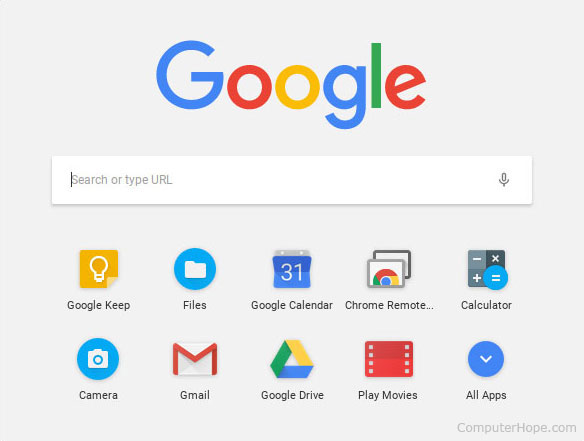 Google
Search or type URL
31
Google Keep Files Google Calendar Chrome Remote... Calculator
Camera Gmail Google Drive Play Movies All Apps
ComputerHope.com